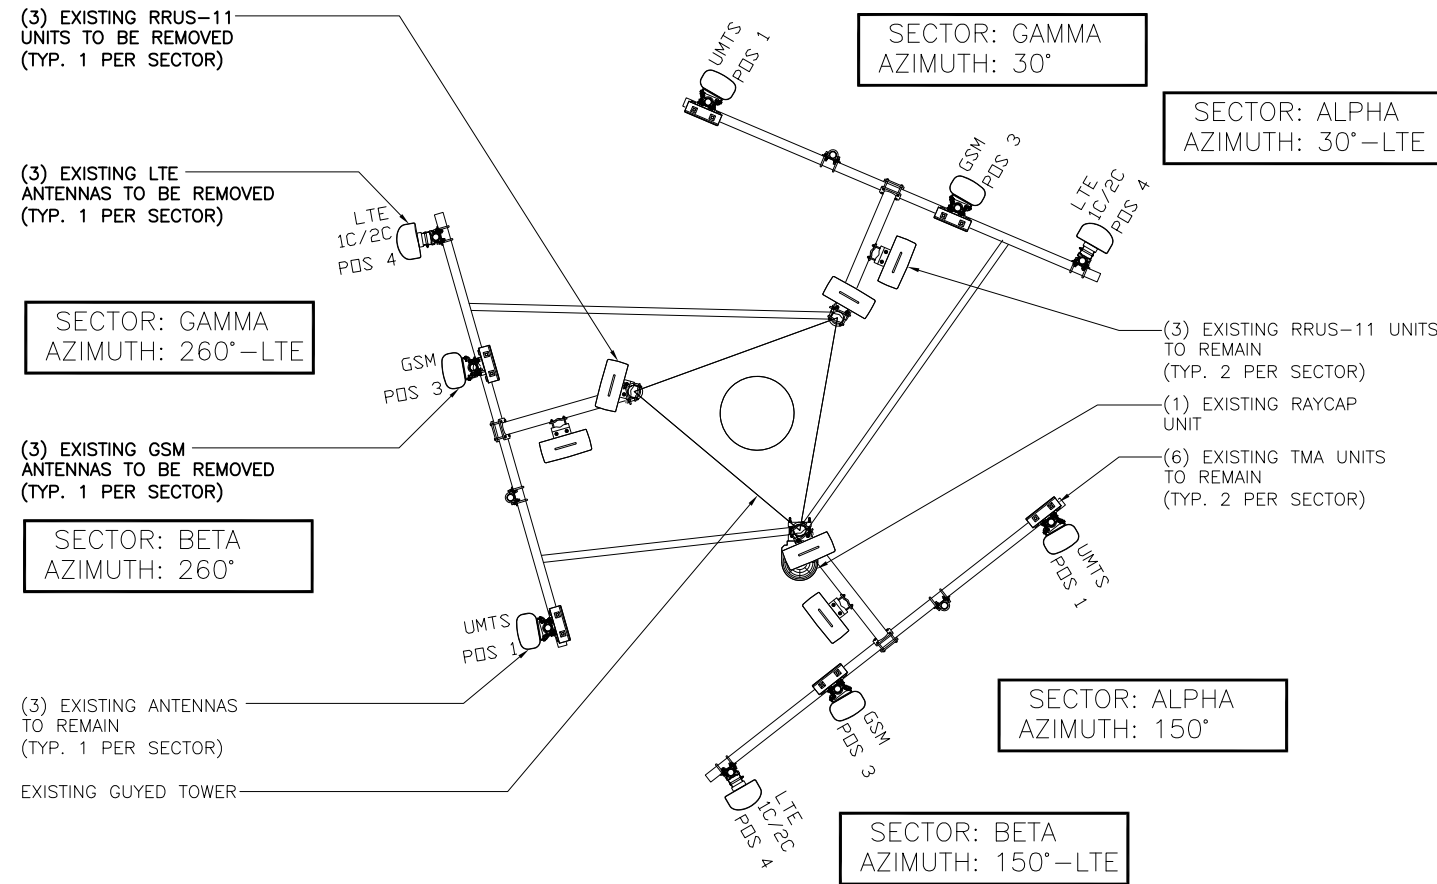 (3) EXISTING RRUS-11
UNITS TO BE REMOVED
(TYP. 1 PER SECTOR)
UMTS
POS 1
SECTOR: GAMMA
AZIMUTH: 30°
SECTOR: ALPHA
AZIMUTH: 30°-LTE
GSM
POS 3
LTE
1C/2C
POS 4
(3) EXISTING LTE
ANTENNAS TO BE REMOVED
(TYP. 1 PER SECTOR)
LTE
1C/2C
POS 4
SECTOR: GAMMA
AZIMUTH: 260°-LTE
GSM
POS 3
(3) EXISTING RRUS-11 UNITS
TO REMAIN
(TYP. 2 PER SECTOR)
(1) EXISTING RAYCAP
UNIT
(6) EXISTING TMA UNITS
TO REMAIN
(TYP. 2 PER SECTOR)
(3) EXISTING GSM
ANTENNAS TO BE REMOVED
(TYP. 1 PER SECTOR)
SECTOR: BETA
AZIMUTH: 260°
UMTS
POS 1
UMTS
POS 1
GSM
POS 3
LTE
1C/2C
POS 4
SECTOR: ALPHA
AZIMUTH: 150°
(3) EXISTING ANTENNAS
TO REMAIN
(TYP. 1 PER SECTOR)
EXISTING GUYED TOWER
SECTOR: BETA
AZIMUTH: 150°-LTE